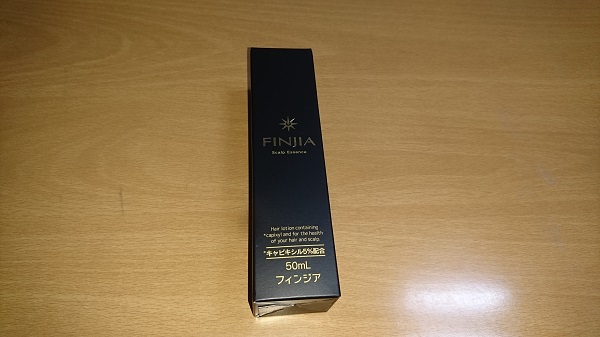 FINJIA
Scalp Essence
Hair lotion containing
*capixyl and for the health
of your hair and scalp.
*キャピキシル5%配合
50mL
フィンジア